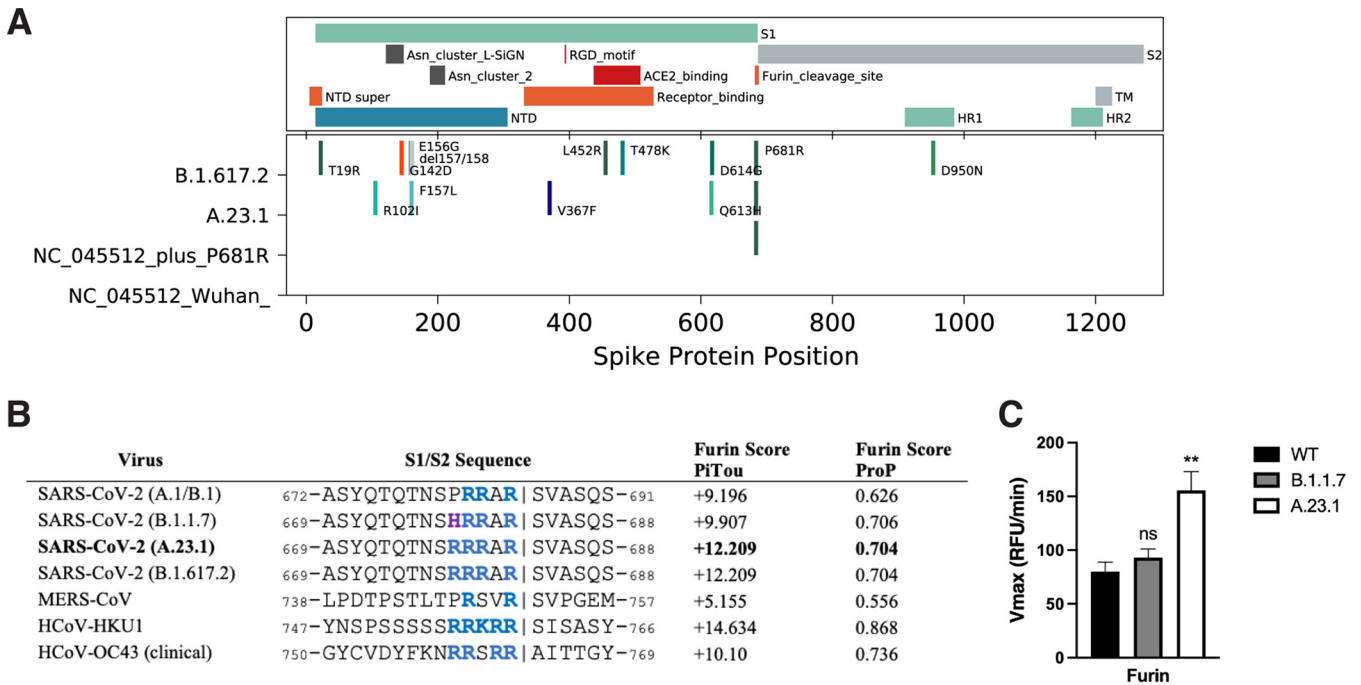 A
S1
Asn_cluster_L-SiGN
RGD_motif
S2
Asn_cluster_2
ACE2_binding
Furin_cleavage_site
NTD super
Receptor_binding
TM
NTD
HR1
HR2
E156G
del157/158
L452R
T478K
P681R
B.1.617.2
T19R
G142D
D614G
D950N
F157L
A.23.1
R102I
V367F
Q613H
NC_045512_plus_P681R
NC_045512_Wuhan_
0 200 400 600 800 1000 1200
Spike Protein Position
B
Virus S1/S2 Sequence Furin Score PiTou Furin Score ProP
SARS-CoV-2 (A.1/B.1) 672-ASYQTQTNSPRRAR|SVASQS-691 +9.196 0.626
SARS-CoV-2 (B.1.1.7) 669-ASYQTQTNSHRRAR|SVASQS-688 +9.907 0.706
SARS-CoV-2 (A.23.1) 669-ASYQTQTNSRRRAR|SVASQS-688 +12.209 0.704
SARS-CoV-2 (B.1.617.2) 669-ASYQTQTNSRRRAR|SVASQS-688 +12.209 0.704
MERS-CoV 738-LPDTPSTLTPRSVR|SVPGEM-757 +5.155 0.556
HCoV-HKU1 747-YNSPSSSSSRRKRR|SISASY-766 +14.634 0.868
HCoV-OC43 (clinical) 750-GYCVDYFKNRRSRR|AITTGY-769 +10.10 0.736
C
Vmax (RFU/min)
200
150
100
50
0
ns
**
Furin
WT
B.1.1.7
A.23.1